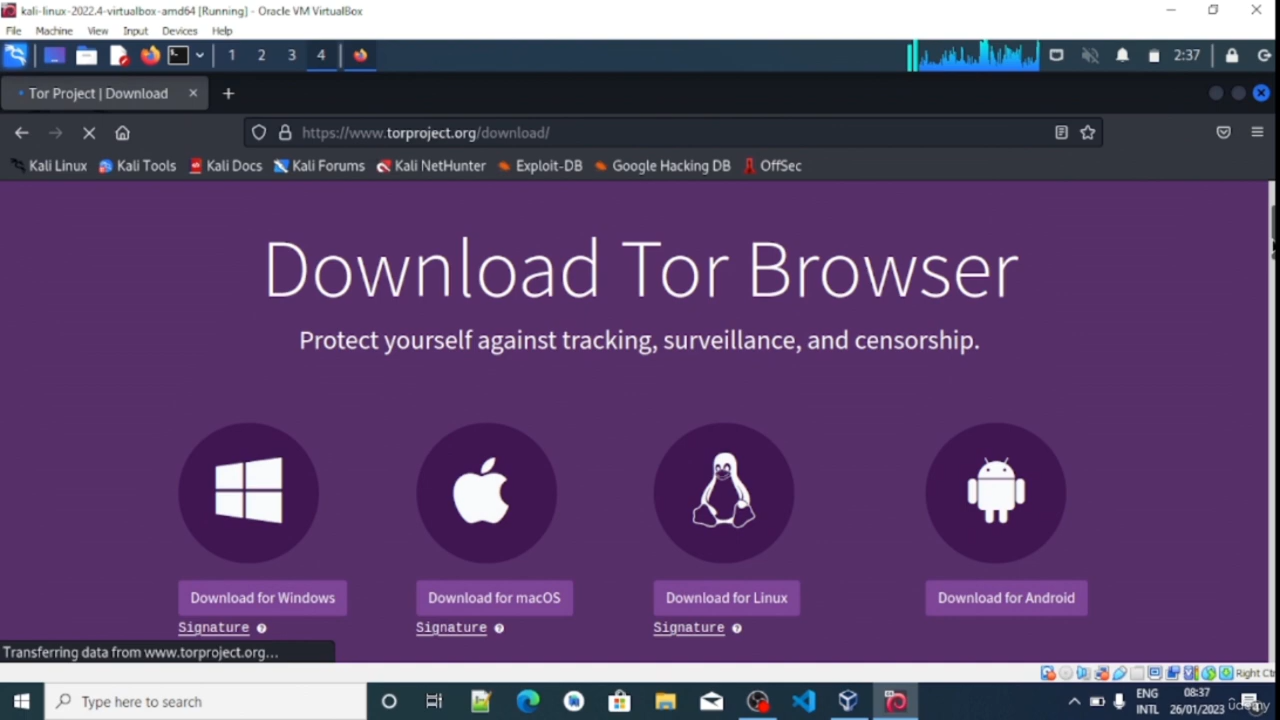 kali-linux-2022.4-virtualbox-amd64 [Running] - Oracle VM VirtualBox
File Machine View Input Devices Help
1 2 3 4 2:37
Tor Project | Download
https://www.torproject.org/download/
Kali Linux Kali Tools Kali Docs Kali Forums Kali NetHunter Exploit-DB Google Hacking DB OffSec
Download Tor Browser
Protect yourself against tracking, surveillance, and censorship.
Download for Windows Download for macOS Download for Linux Download for Android
Signature Signature Signature
Transferring data from www.torproject.org...
Right Ct
Type here to search
ENG 08:37
INTL 26/01/2023
udemy